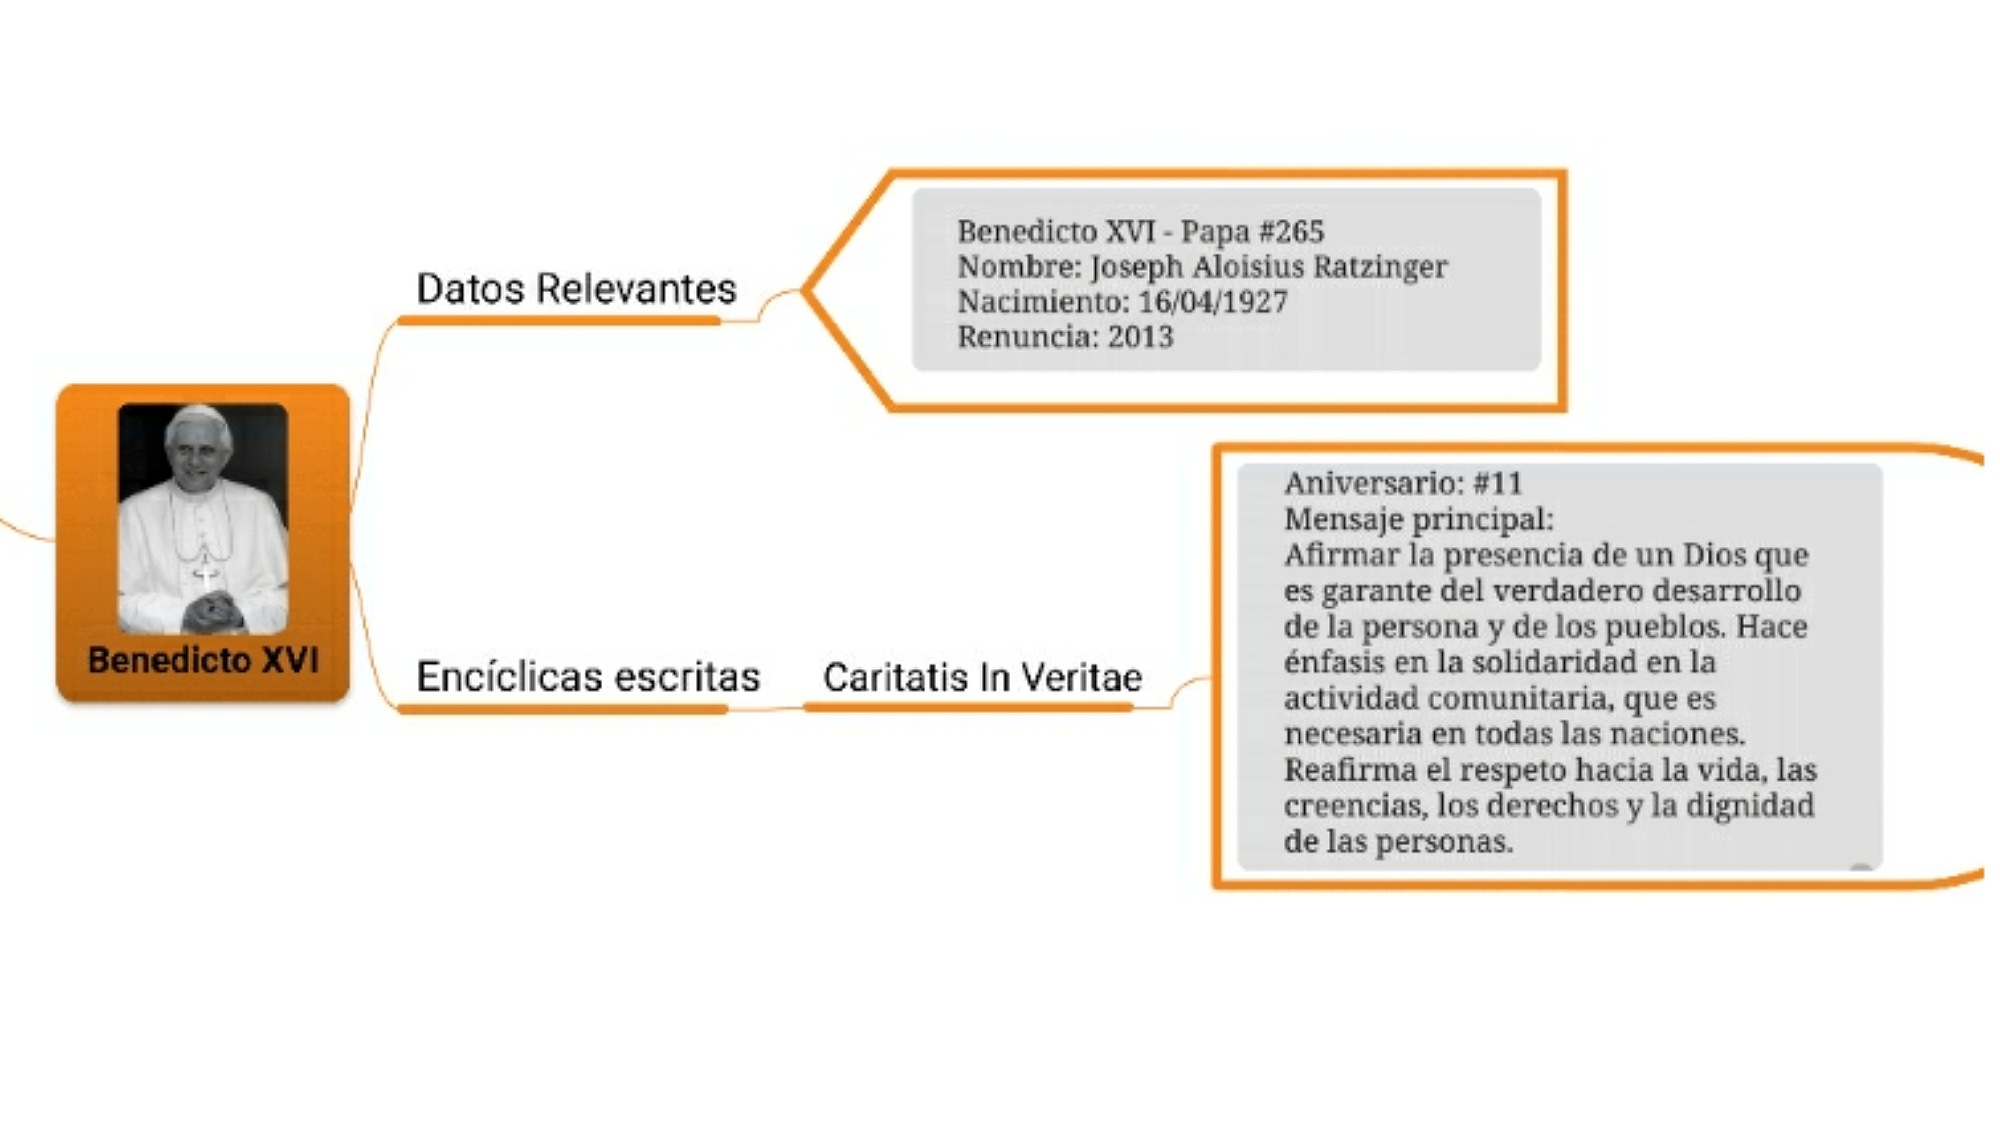 Benedicto XVI
Datos Relevantes
Benedicto XVI - Papa #265
Nombre: Joseph Aloisius Ratzinger
Nacimiento: 16/04/1927
Renuncia: 2013
Encíclicas escritas
Caritatis In Veritae
Aniversario: #11
Mensaje principal:
Afirmar la presencia de un Dios que
es garante del verdadero desarrollo
de la persona y de los pueblos. Hace
énfasis en la solidaridad en la
actividad comunitaria, que es
necesaria en todas las naciones.
Reafirma el respeto hacia la vida, las
creencias, los derechos y la dignidad
de las personas.